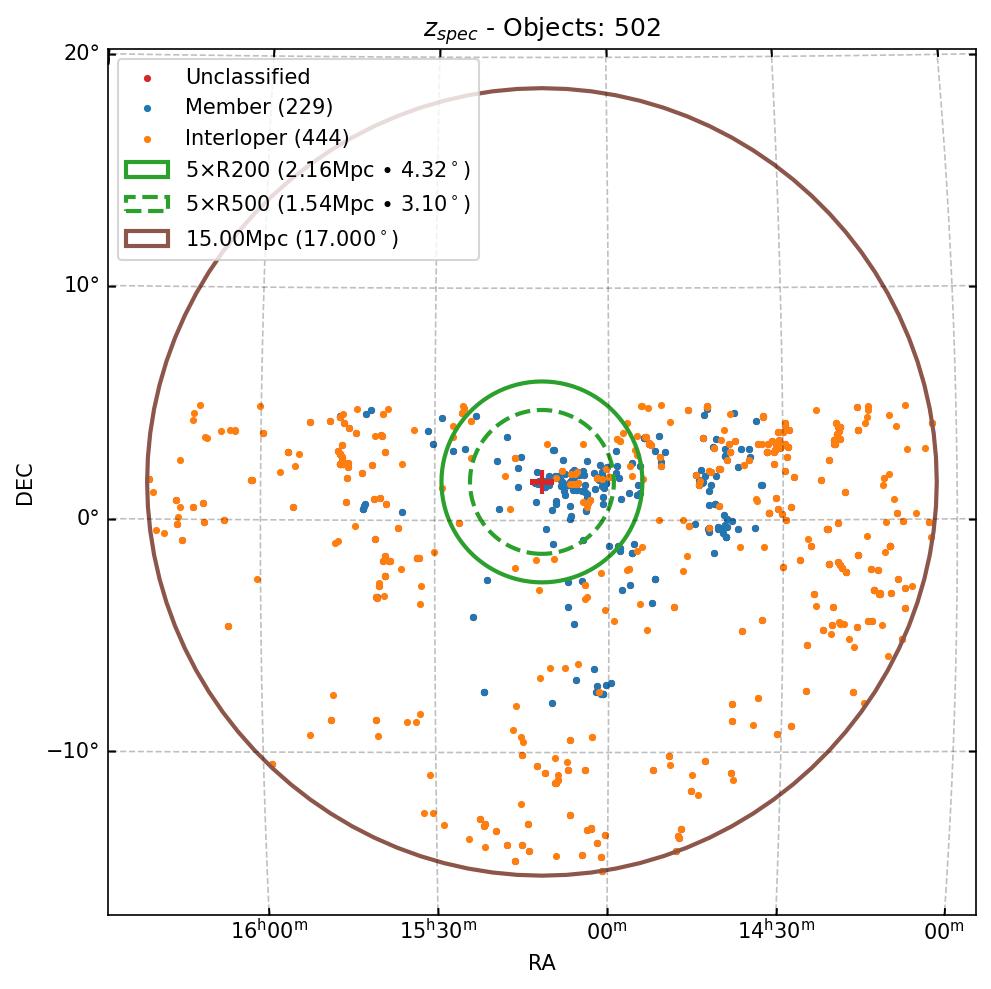 z_spec - Objects: 502
Unclassified
Member (229)
Interloper (444)
5×R200 (2.16Mpc • 4.32°)
5×R500 (1.54Mpc • 3.10°)
15.00Mpc (17.000°)
20°
10°
0°
−10°
DEC
16ʰ00ᵐ 15ʰ30ᵐ 00ᵐ 14ʰ30ᵐ 00ᵐ
RA